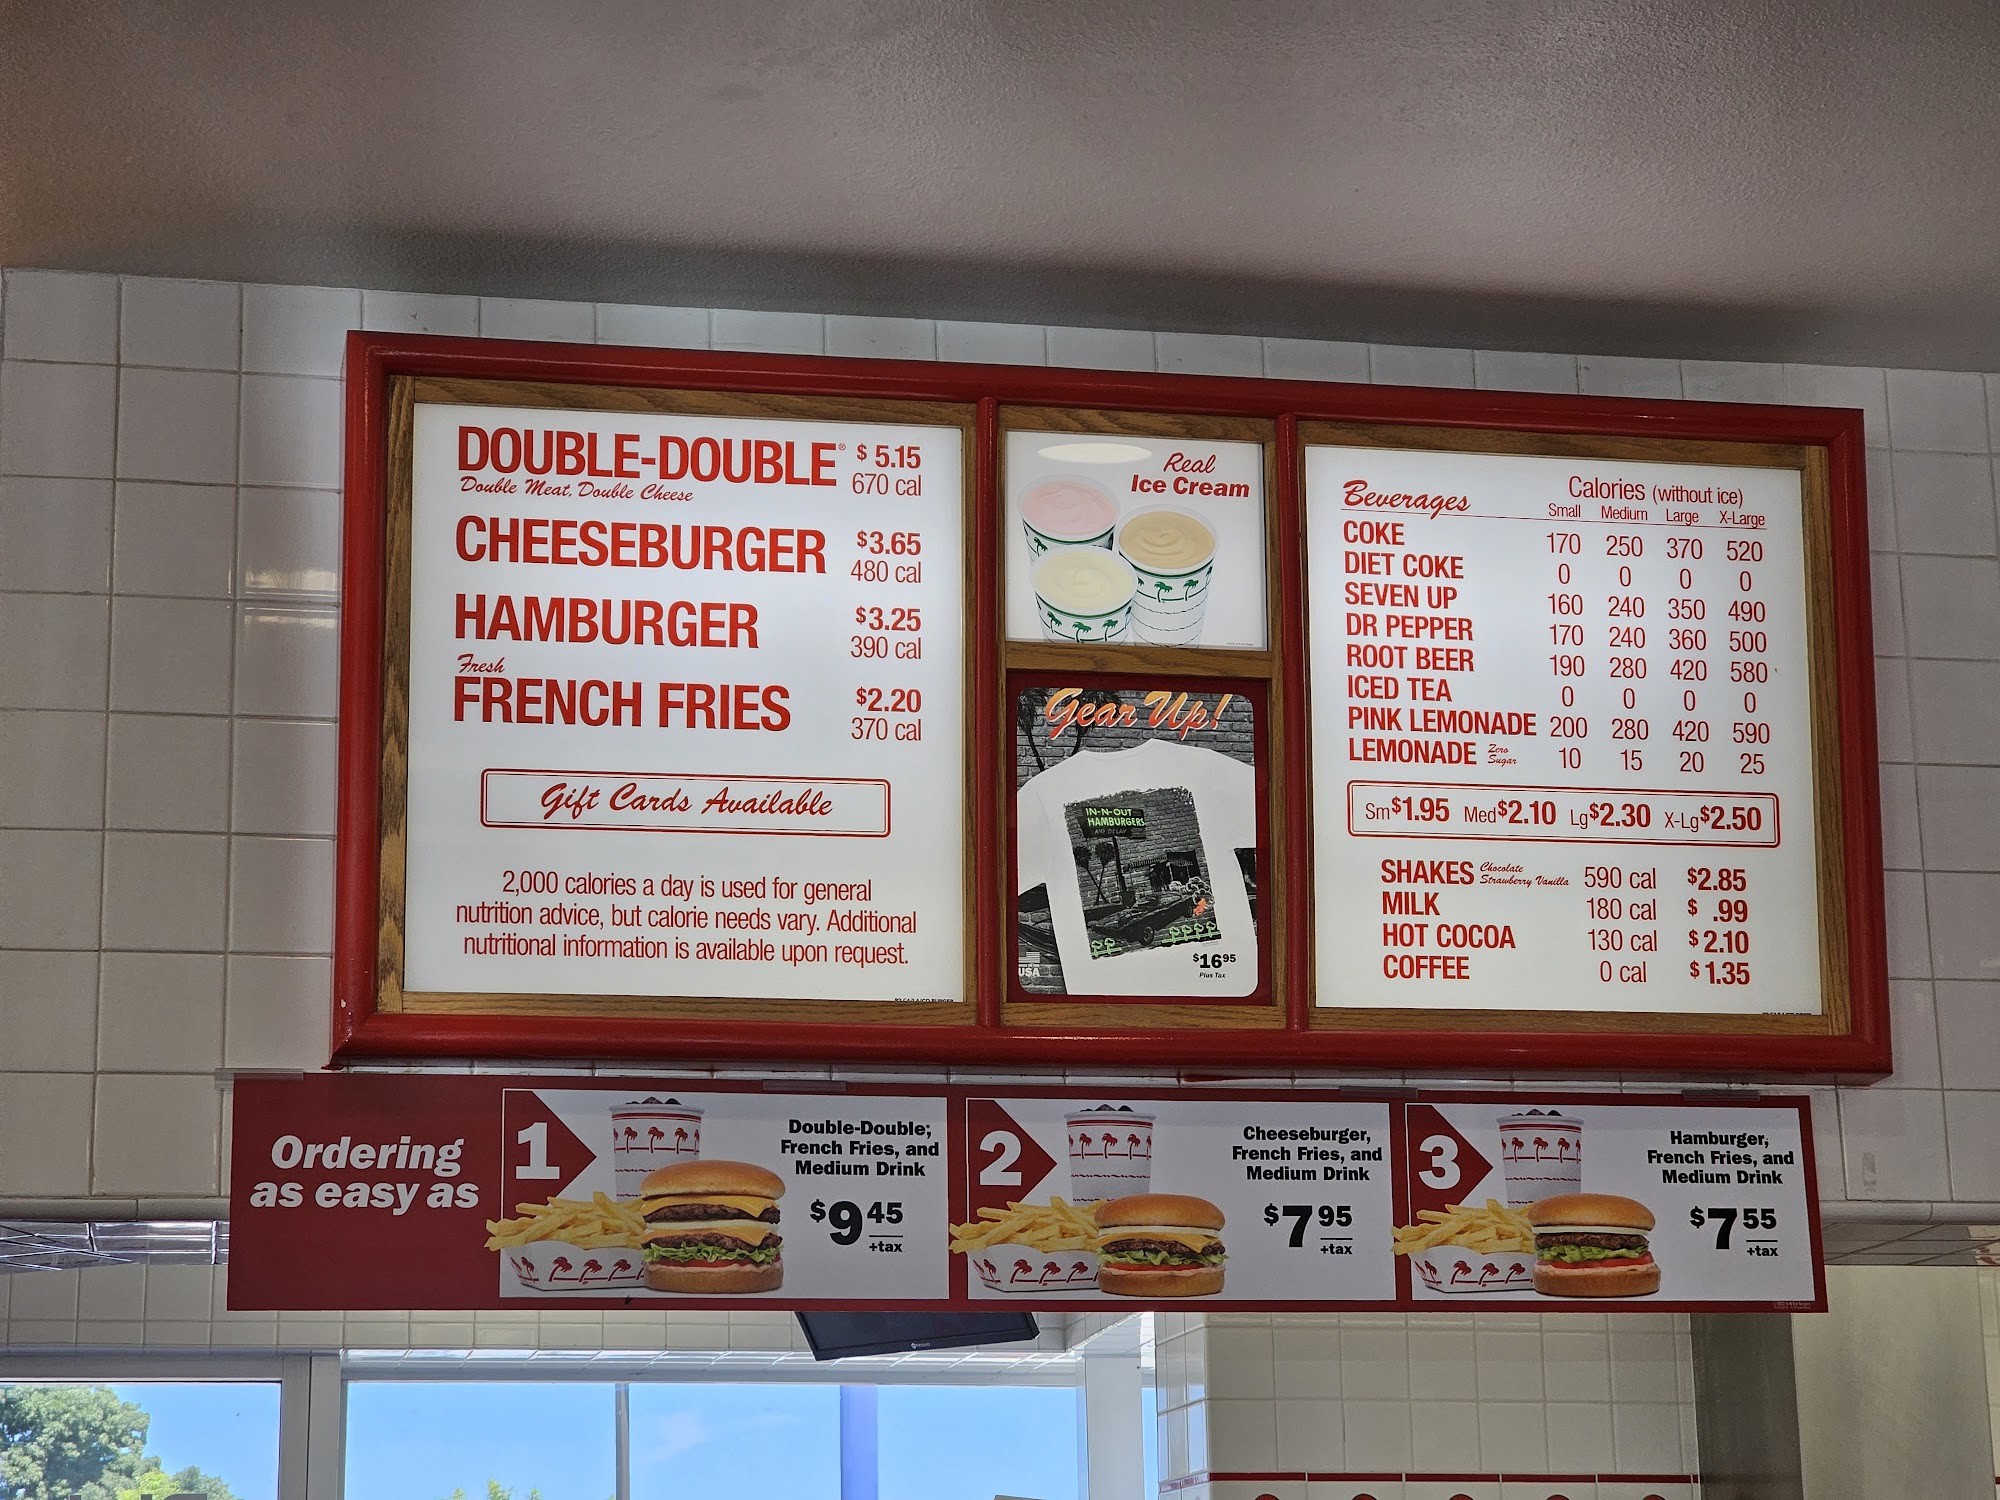 DOUBLE-DOUBLE® $ 5.15
Double Meat, Double Cheese 670 cal
CHEESEBURGER $3.65
480 cal
HAMBURGER $3.25
390 cal
Fresh
FRENCH FRIES $2.20
370 cal
Gift Cards Available
2,000 calories a day is used for general
nutrition advice, but calorie needs vary. Additional
nutritional information is available upon request.
Real
Ice Cream
Gear Up!
IN-N-OUT
HAMBURGERS
NO DELAY
USA
$1695
Plus Tax
Beverages Calories (without ice)
Small Medium Large X-Large
COKE 170 250 370 520
DIET COKE 0 0 0 0
SEVEN UP 160 240 350 490
DR PEPPER 170 240 360 500
ROOT BEER 190 280 420 580
ICED TEA 0 0 0 0
PINK LEMONADE 200 280 420 590
LEMONADE Zero Sugar 10 15 20 25
Sm$1.95 Med$2.10 Lg$2.30 X-Lg$2.50
SHAKES Chocolate Strawberry Vanilla 590 cal $2.85
MILK 180 cal $ .99
HOT COCOA 130 cal $2.10
COFFEE 0 cal $1.35
Ordering
as easy as
1
Double-Double,
French Fries, and
Medium Drink
$9 45
+tax
2
Cheeseburger,
French Fries, and
Medium Drink
$7 95
+tax
3
Hamburger,
French Fries, and
Medium Drink
$7 55
+tax